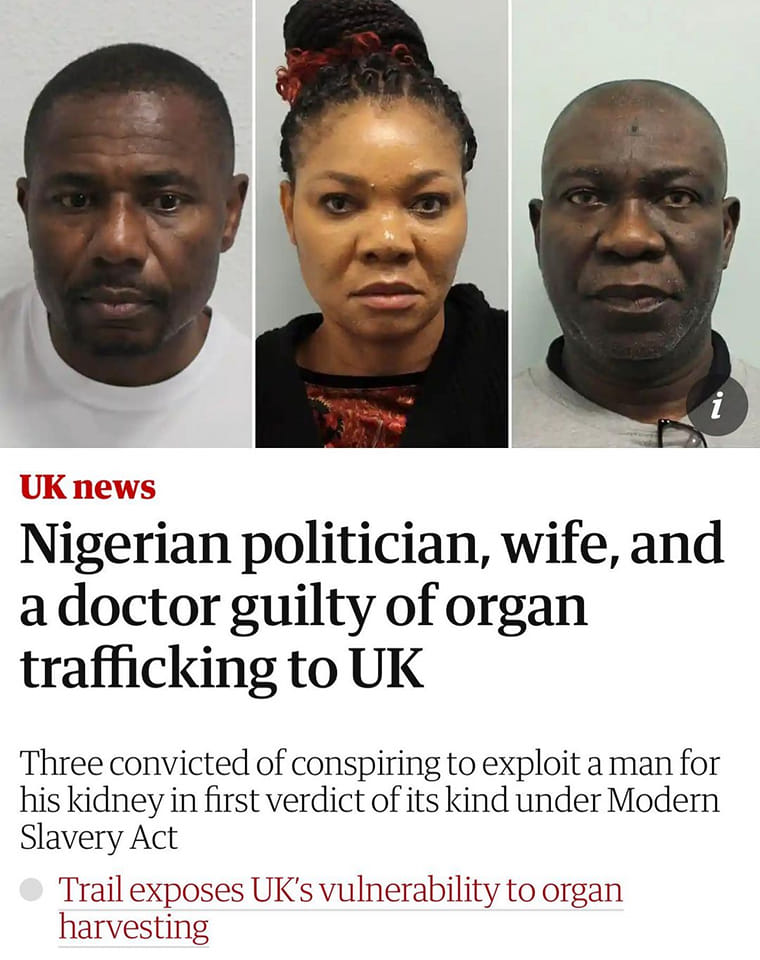 i
UK news
Nigerian politician, wife, and
a doctor guilty of organ
trafficking to UK
Three convicted of conspiring to exploit a man for
his kidney in first verdict of its kind under Modern
Slavery Act
Trail exposes UK's vulnerability to organ
harvesting